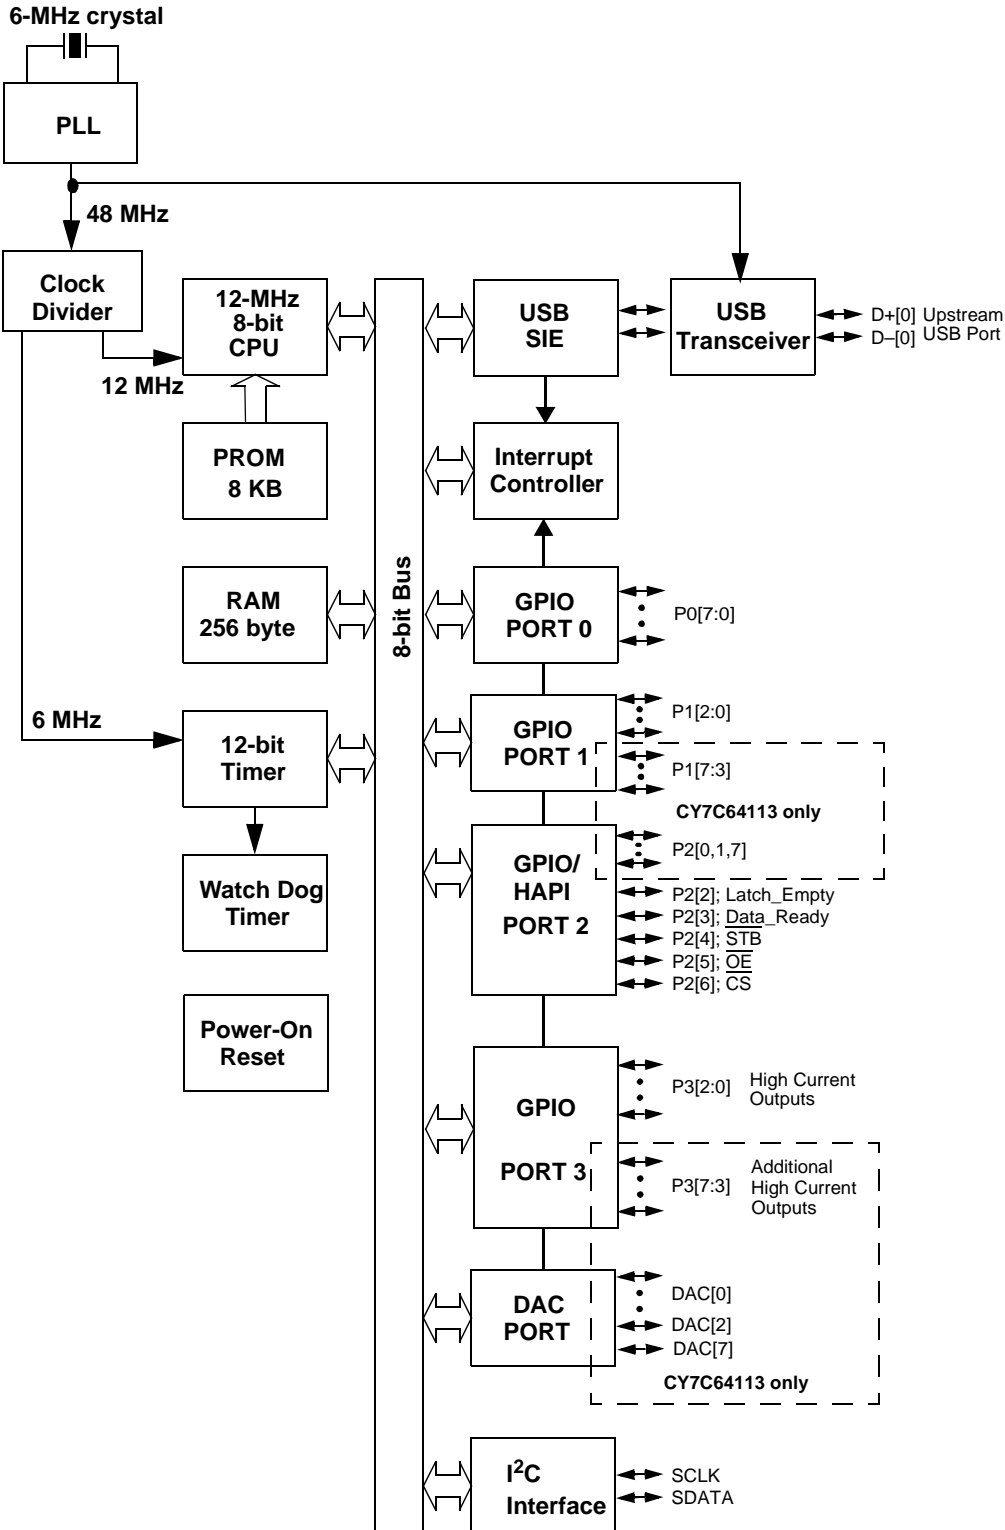 6-MHz crystal
PLL
48 MHz
Clock
Divider
12-MHz
8-bit
CPU
12 MHz
PROM
8 KB
RAM
256 byte
6 MHz
12-bit
Timer
Watch Dog
Timer
Power-On
Reset
8-bit Bus
USB
SIE
USB
Transceiver
D+[0] Upstream
D–[0] USB Port
Interrupt
Controller
GPIO
PORT 0
P0[7:0]
GPIO
PORT 1
P1[2:0]
P1[7:3]
CY7C64113 only
P2[0,1,7]
GPIO/
HAPI
PORT 2
P2[2]; Latch_Empty
P2[3]; Data_Ready
P2[4]; STB
P2[5]; OE
P2[6]; CS
GPIO
PORT 3
P3[2:0] High Current
Outputs
P3[7:3] Additional
High Current
Outputs
DAC
PORT
DAC[0]
DAC[2]
DAC[7]
CY7C64113 only
I²C
Interface
SCLK
SDATA